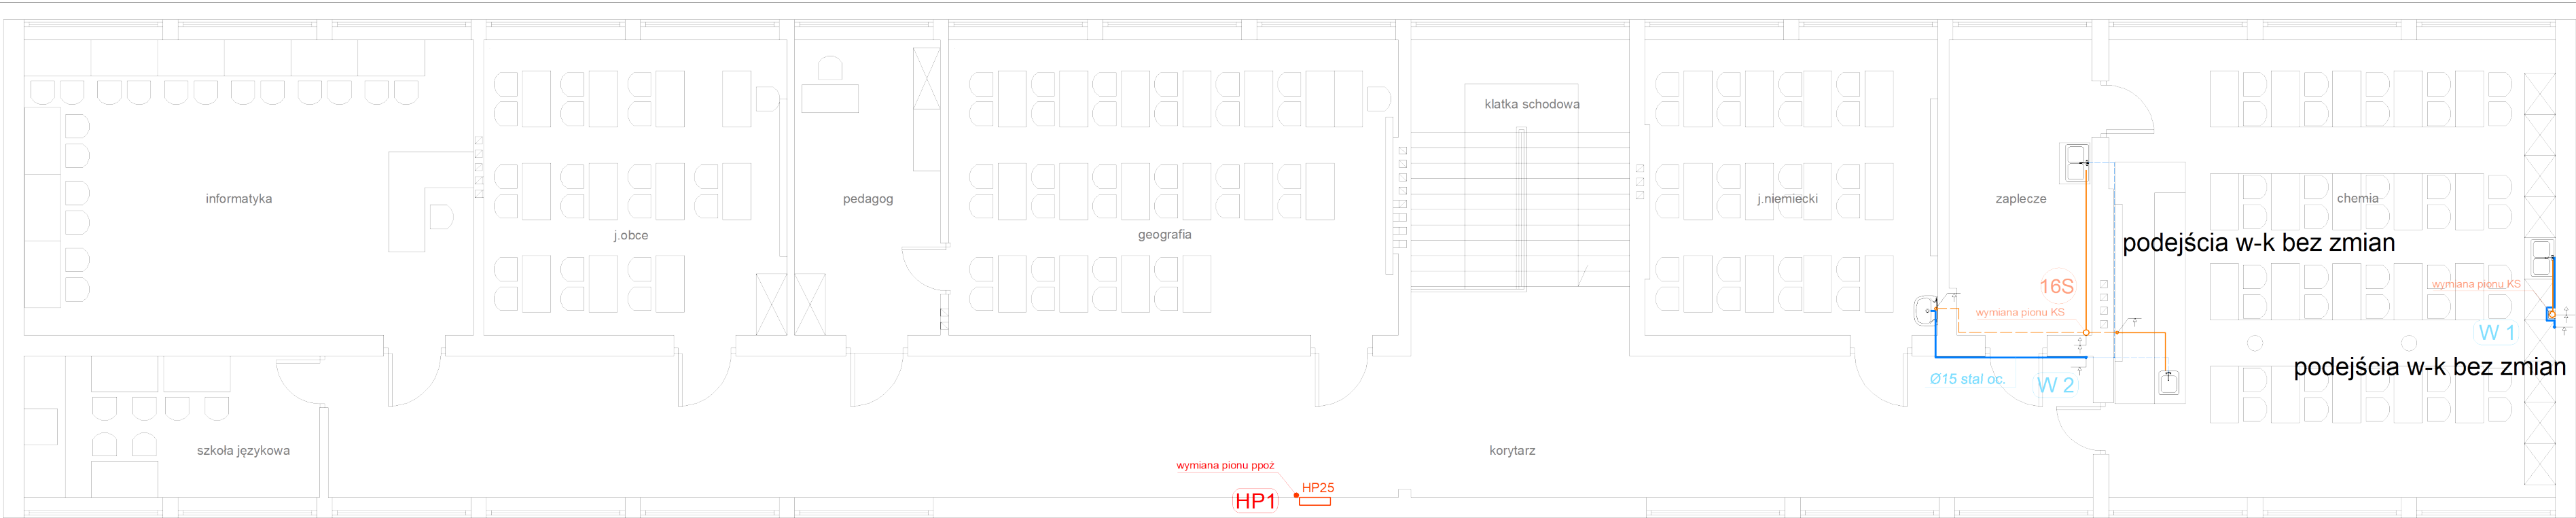 klatka schodowa
informatyka
pedagog
j.niemiecki
zaplecze
chemia
j.obce
geografia
podejścia w-k bez zmian
16S
wymiana pionu KS
wymiana pionu KS
W 1
podejścia w-k bez zmian
Ø15 stal oc.
W 2
szkoła językowa
korytarz
wymiana pionu ppoż
HP25
HP1